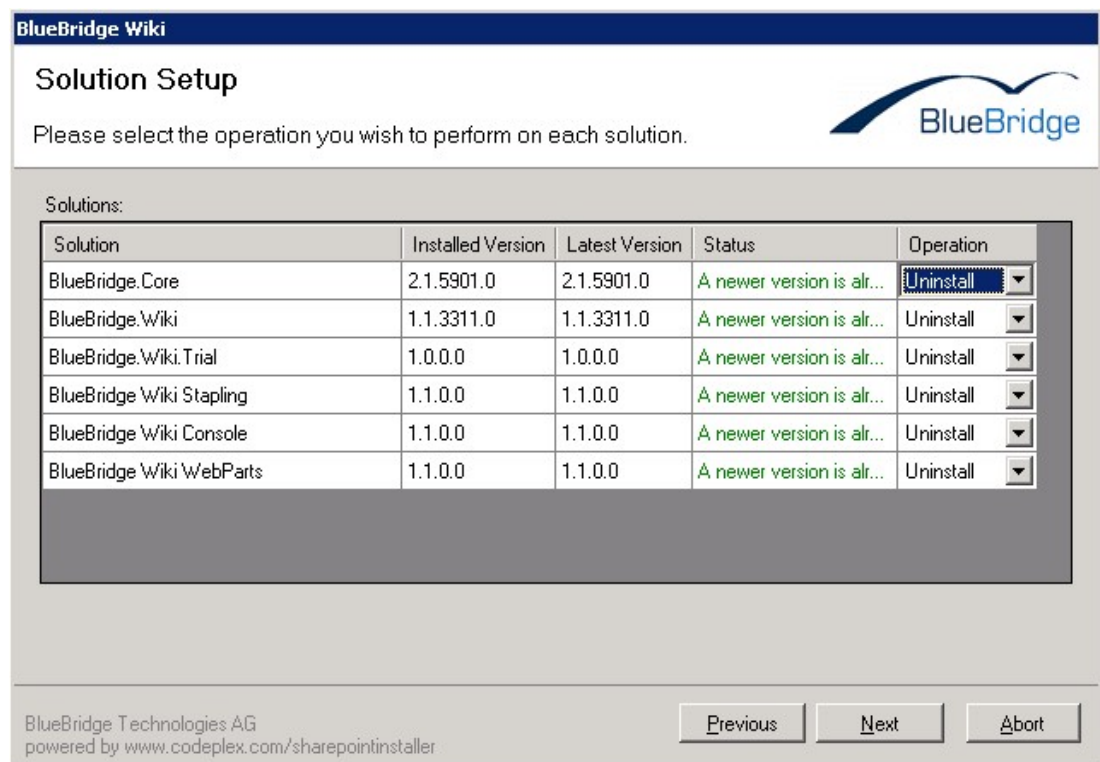 BlueBridge Wiki
Solution Setup
Please select the operation you wish to perform on each solution.
BlueBridge
Solutions:
Solution Installed Version Latest Version Status Operation
BlueBridge.Core 2.1.5901.0 2.1.5901.0 A newer version is alr... Uninstall
BlueBridge.Wiki 1.1.3311.0 1.1.3311.0 A newer version is alr... Uninstall
BlueBridge.Wiki.Trial 1.0.0.0 1.0.0.0 A newer version is alr... Uninstall
BlueBridge Wiki Stapling 1.1.0.0 1.1.0.0 A newer version is alr... Uninstall
BlueBridge Wiki Console 1.1.0.0 1.1.0.0 A newer version is alr... Uninstall
BlueBridge Wiki WebParts 1.1.0.0 1.1.0.0 A newer version is alr... Uninstall
BlueBridge Technologies AG
powered by www.codeplex.com/sharepointinstaller
Previous Next Abort